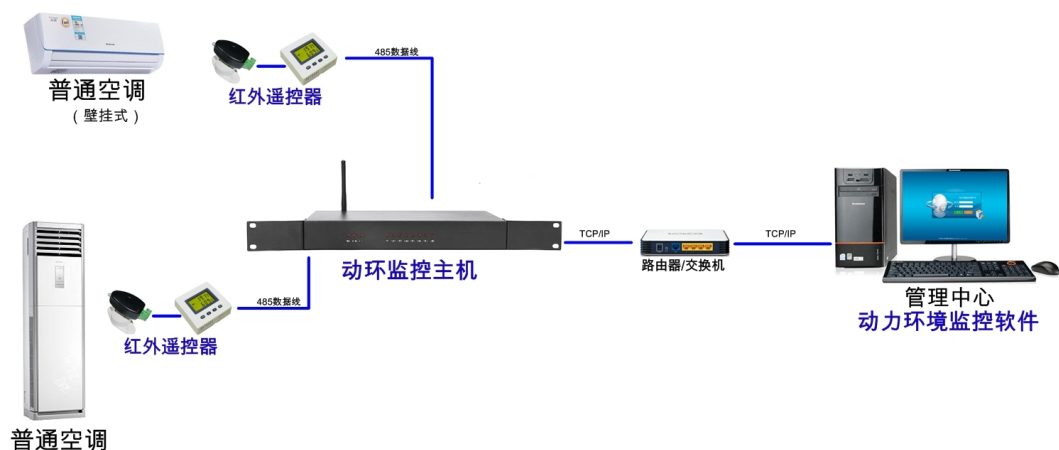 普通空调
（壁挂式）
红外遥控器
485数据线
动环监控主机
TCP/IP
路由器/交换机
TCP/IP
管理中心
动力环境监控软件
485数据线
红外遥控器
普通空调